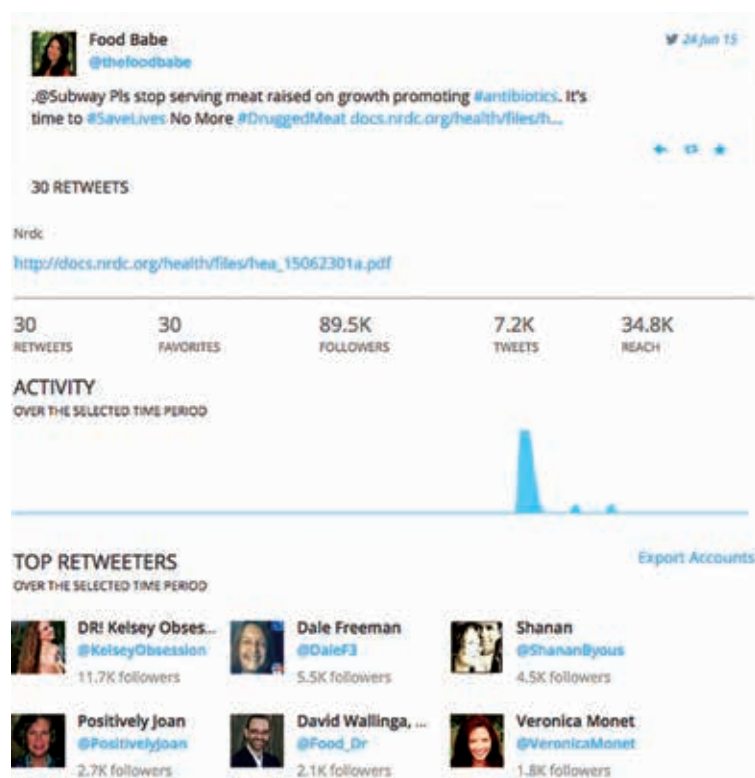 Food Babe
24 Jun 15
@thefoodbabe
.@Subway Pls stop serving meat raised on growth promoting #antibiotics. It's
time to #SaveLives No More #DruggedMeat docs.nrdc.org/health/files/h...
30 RETWEETS
Nrdc
http://docs.nrdc.org/health/files/hea_15062301a.pdf
30 30 89.5K 7.2K 34.8K
RETWEETS FAVORITES FOLLOWERS TWEETS REACH
ACTIVITY
OVER THE SELECTED TIME PERIOD
TOP RETWEETERS
Export Accounts
OVER THE SELECTED TIME PERIOD
DR! Kelsey Obses... Dale Freeman Shanan
@KelseyObsession @DaleF3 @ShananByous
11.7K followers 5.5K followers 4.5K followers
Positively Joan David Wallinga, ... Veronica Monet
@PositivelyJoan @Food_Dr @VeronicaMonet
2.7K followers 2.1K followers 1.8K followers